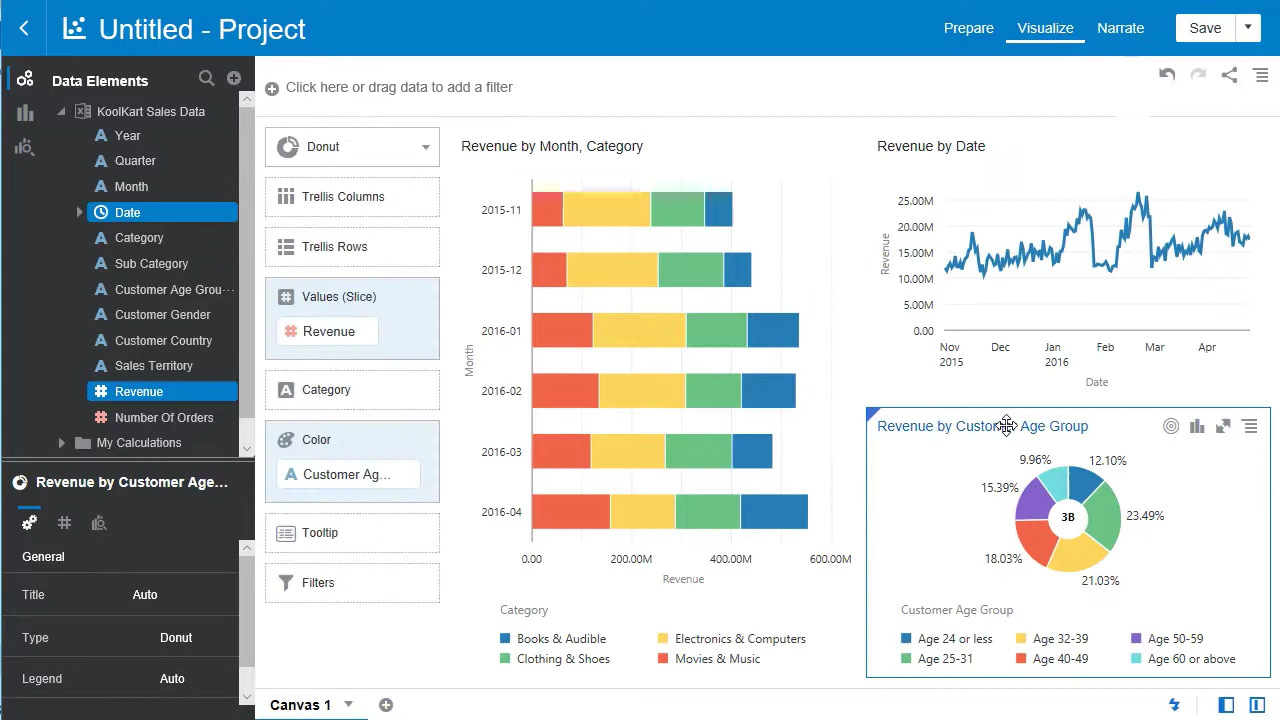 Untitled - Project
Prepare
Visualize
Narrate
Save
Data Elements
KoolKart Sales Data
A Year
A Quarter
A Month
Date
A Category
A Sub Category
A Customer Age Grou...
A Customer Gender
A Customer Country
A Sales Territory
# Revenue
# Number Of Orders
My Calculations
Revenue by Customer Age...
General
Title Auto
Type Donut
Legend Auto
Click here or drag data to add a filter
Donut
Trellis Columns
Trellis Rows
# Values (Slice)
# Revenue
A Category
Color
A Customer Ag...
Tooltip
Filters
Revenue by Month, Category
2015-11
2015-12
2016-01
2016-02
2016-03
2016-04
Month
0.00 200.00M 400.00M 600.00M
Revenue
Category
Books & Audible Electronics & Computers
Clothing & Shoes Movies & Music
Revenue by Date
25.00M
20.00M
15.00M
10.00M
5.00M
0.00
Revenue
Nov Dec Jan Feb Mar Apr
2015 2016
Date
Revenue by Age Group
9.96% 12.10%
15.39%
3B
23.49%
18.03%
21.03%
Customer Age Group
Age 24 or less Age 32-39 Age 50-59
Age 25-31 Age 40-49 Age 60 or above
Canvas 1